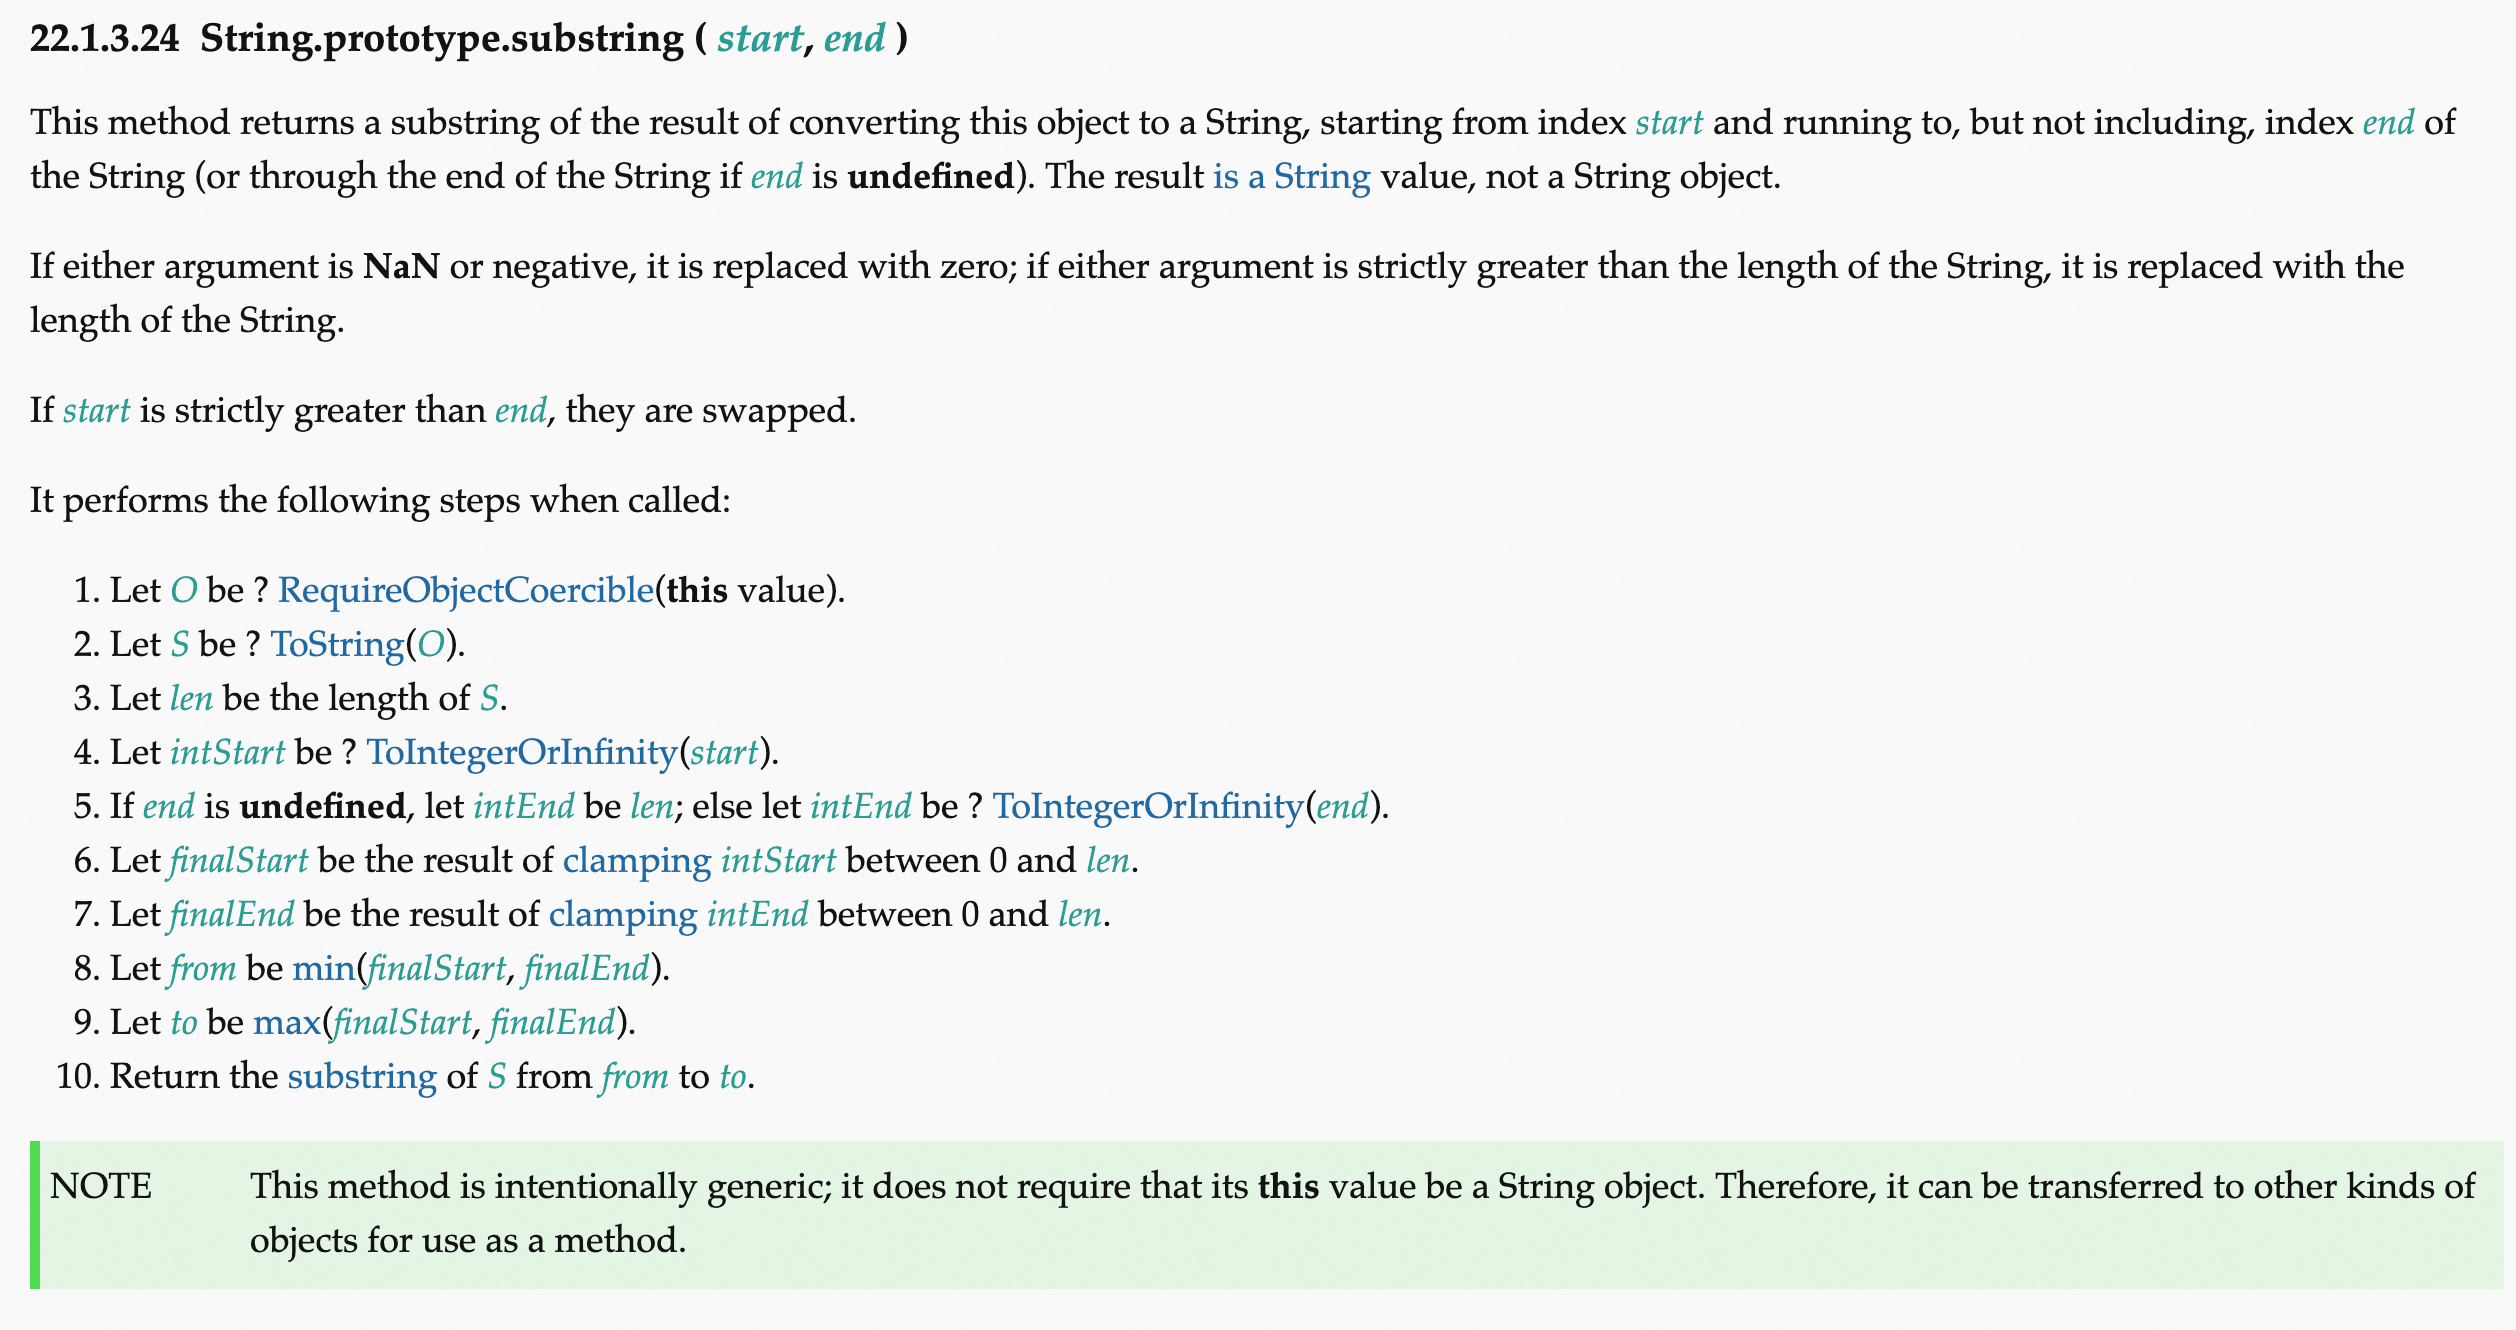 22.1.3.24 String.prototype.substring ( start, end )
This method returns a substring of the result of converting this object to a String, starting from index start and running to, but not including, index end of
the String (or through the end of the String if end is undefined). The result is a String value, not a String object.
If either argument is NaN or negative, it is replaced with zero; if either argument is strictly greater than the length of the String, it is replaced with the
length of the String.
If start is strictly greater than end, they are swapped.
It performs the following steps when called:
1. Let O be ? RequireObjectCoercible(this value).
2. Let S be ? ToString(O).
3. Let len be the length of S.
4. Let intStart be ? ToIntegerOrInfinity(start).
5. If end is undefined, let intEnd be len; else let intEnd be ? ToIntegerOrInfinity(end).
6. Let finalStart be the result of clamping intStart between 0 and len.
7. Let finalEnd be the result of clamping intEnd between 0 and len.
8. Let from be min(finalStart, finalEnd).
9. Let to be max(finalStart, finalEnd).
10. Return the substring of S from from to to.
NOTE This method is intentionally generic; it does not require that its this value be a String object. Therefore, it can be transferred to other kinds of
objects for use as a method.